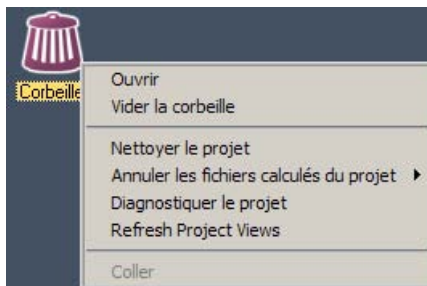 Corbeille
Ouvrir
Vider la corbeille
Nettoyer le projet
Annuler les fichiers calculés du projet
Diagnostiquer le projet
Refresh Project Views
Coller